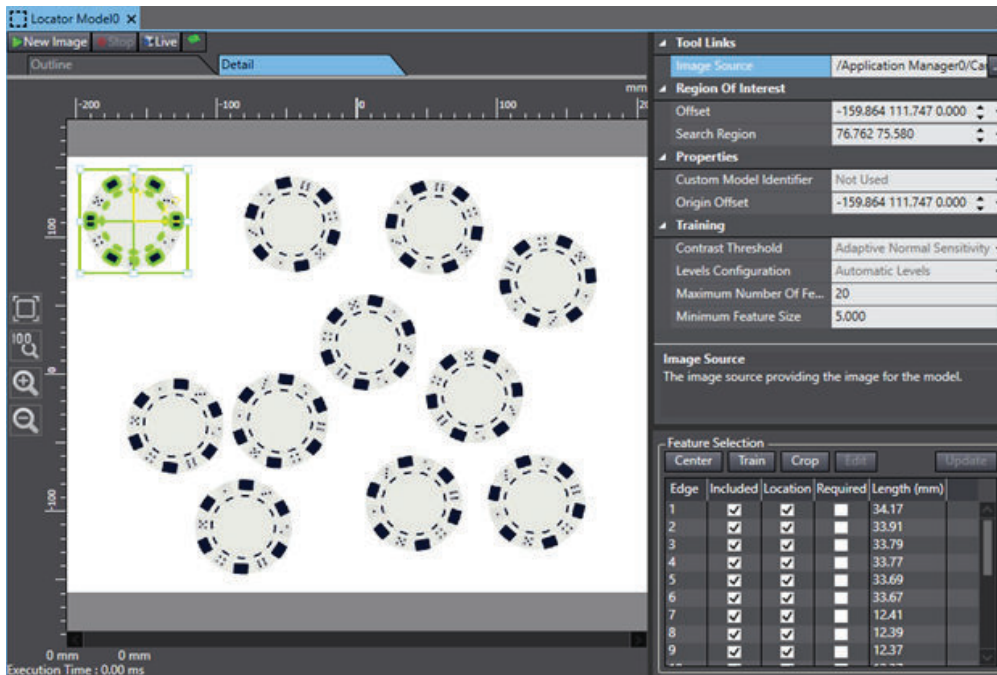 Locator Model0
New Image Stop Live
Outline Detail
mm
-200 -100 0 100
100
0
-100
0 mm 0 mm
Execution Time : 0.00 ms
Tool Links
Image Source /Application Manager0/Ca
Region Of Interest
Offset -159.864 111.747 0.000
Search Region 76.762 75.580
Properties
Custom Model Identifier Not Used
Origin Offset -159.864 111.747 0.000
Training
Contrast Threshold Adaptive Normal Sensitivity
Levels Configuration Automatic Levels
Maximum Number Of Fe... 20
Minimum Feature Size 5.000
Image Source
The image source providing the image for the model.
Feature Selection
Center Train Crop Edit Update
Edge Included Location Required Length (mm)
1 34.17
2 33.91
3 33.79
4 33.77
5 33.69
6 33.67
7 12.41
8 12.39
9 12.37